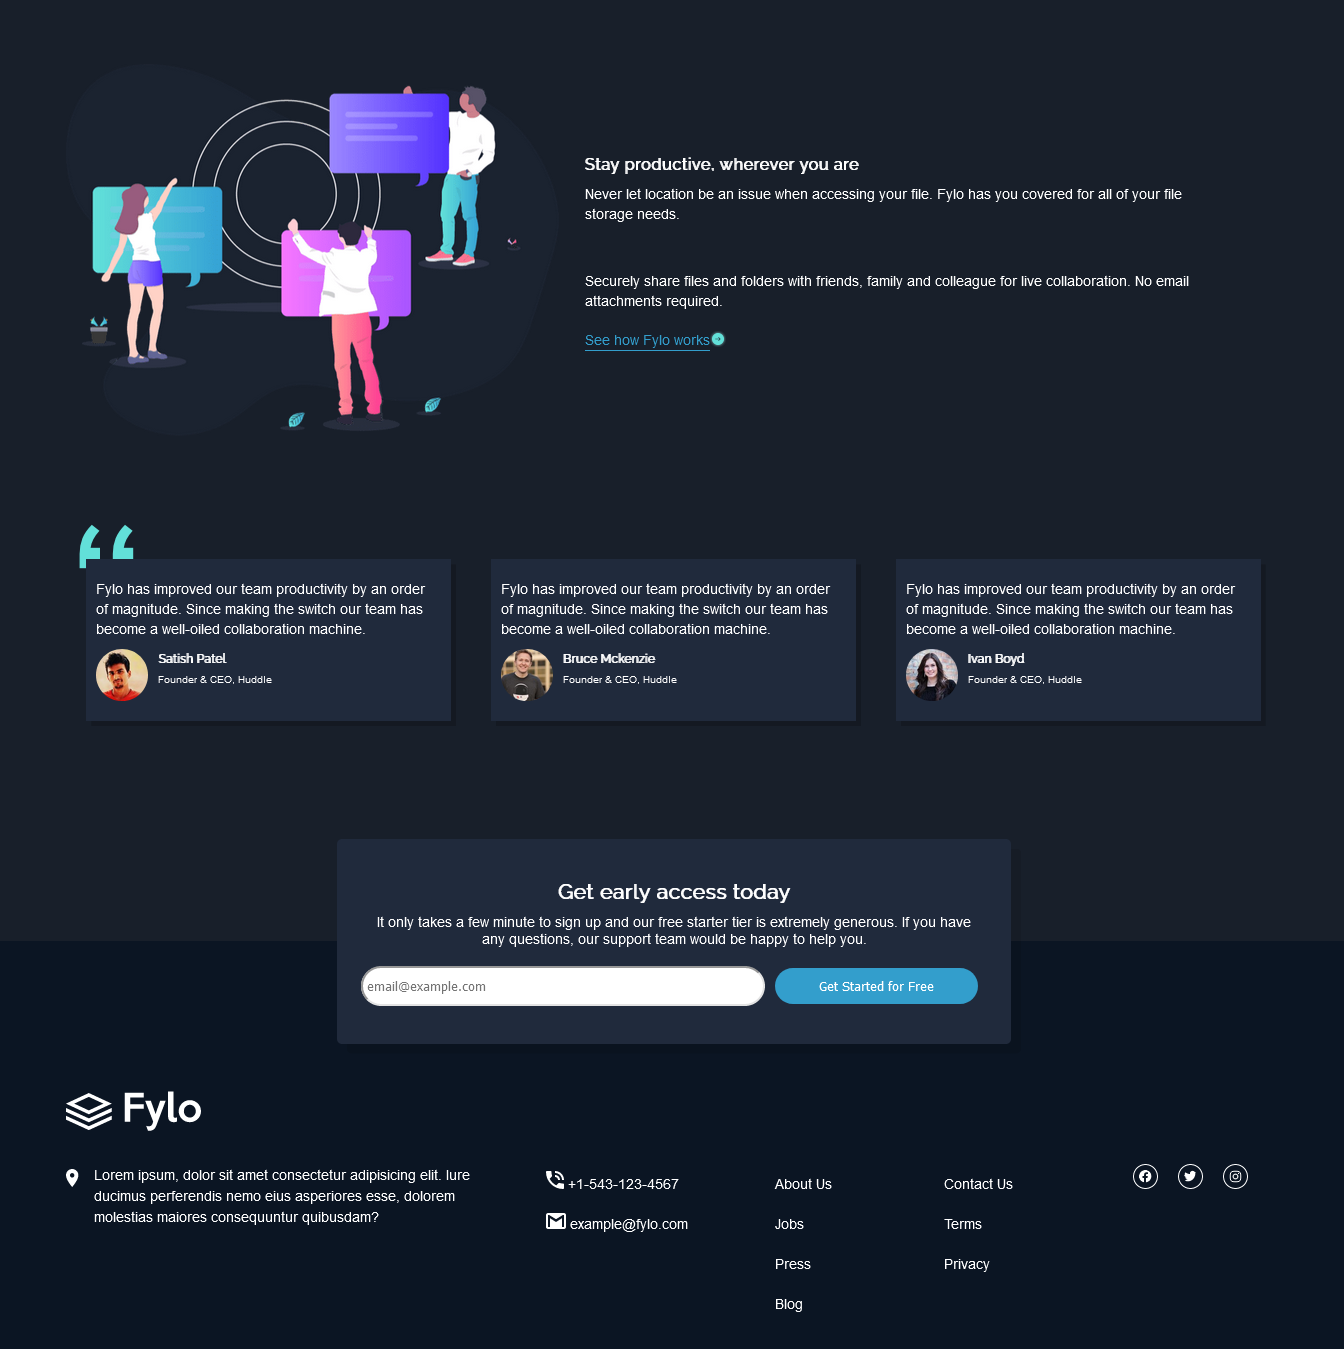 Stay productive, wherever you are
Never let location be an issue when accessing your file. Fylo has you covered for all of your file
storage needs.
Securely share files and folders with friends, family and colleague for live collaboration. No email
attachments required.
See how Fylo works
Fylo has improved our team productivity by an order
of magnitude. Since making the switch our team has
become a well-oiled collaboration machine.
Satish Patel
Founder & CEO, Huddle
Fylo has improved our team productivity by an order
of magnitude. Since making the switch our team has
become a well-oiled collaboration machine.
Bruce Mckenzie
Founder & CEO, Huddle
Fylo has improved our team productivity by an order
of magnitude. Since making the switch our team has
become a well-oiled collaboration machine.
Ivan Boyd
Founder & CEO, Huddle
Get early access today
It only takes a few minute to sign up and our free starter tier is extremely generous. If you have
any questions, our support team would be happy to help you.
email@example.com
Get Started for Free
Fylo
Lorem ipsum, dolor sit amet consectetur adipisicing elit. Iure
ducimus perferendis nemo eius asperiores esse, dolorem
molestias maiores consequuntur quibusdam?
+1-543-123-4567
example@fylo.com
About Us
Jobs
Press
Blog
Contact Us
Terms
Privacy